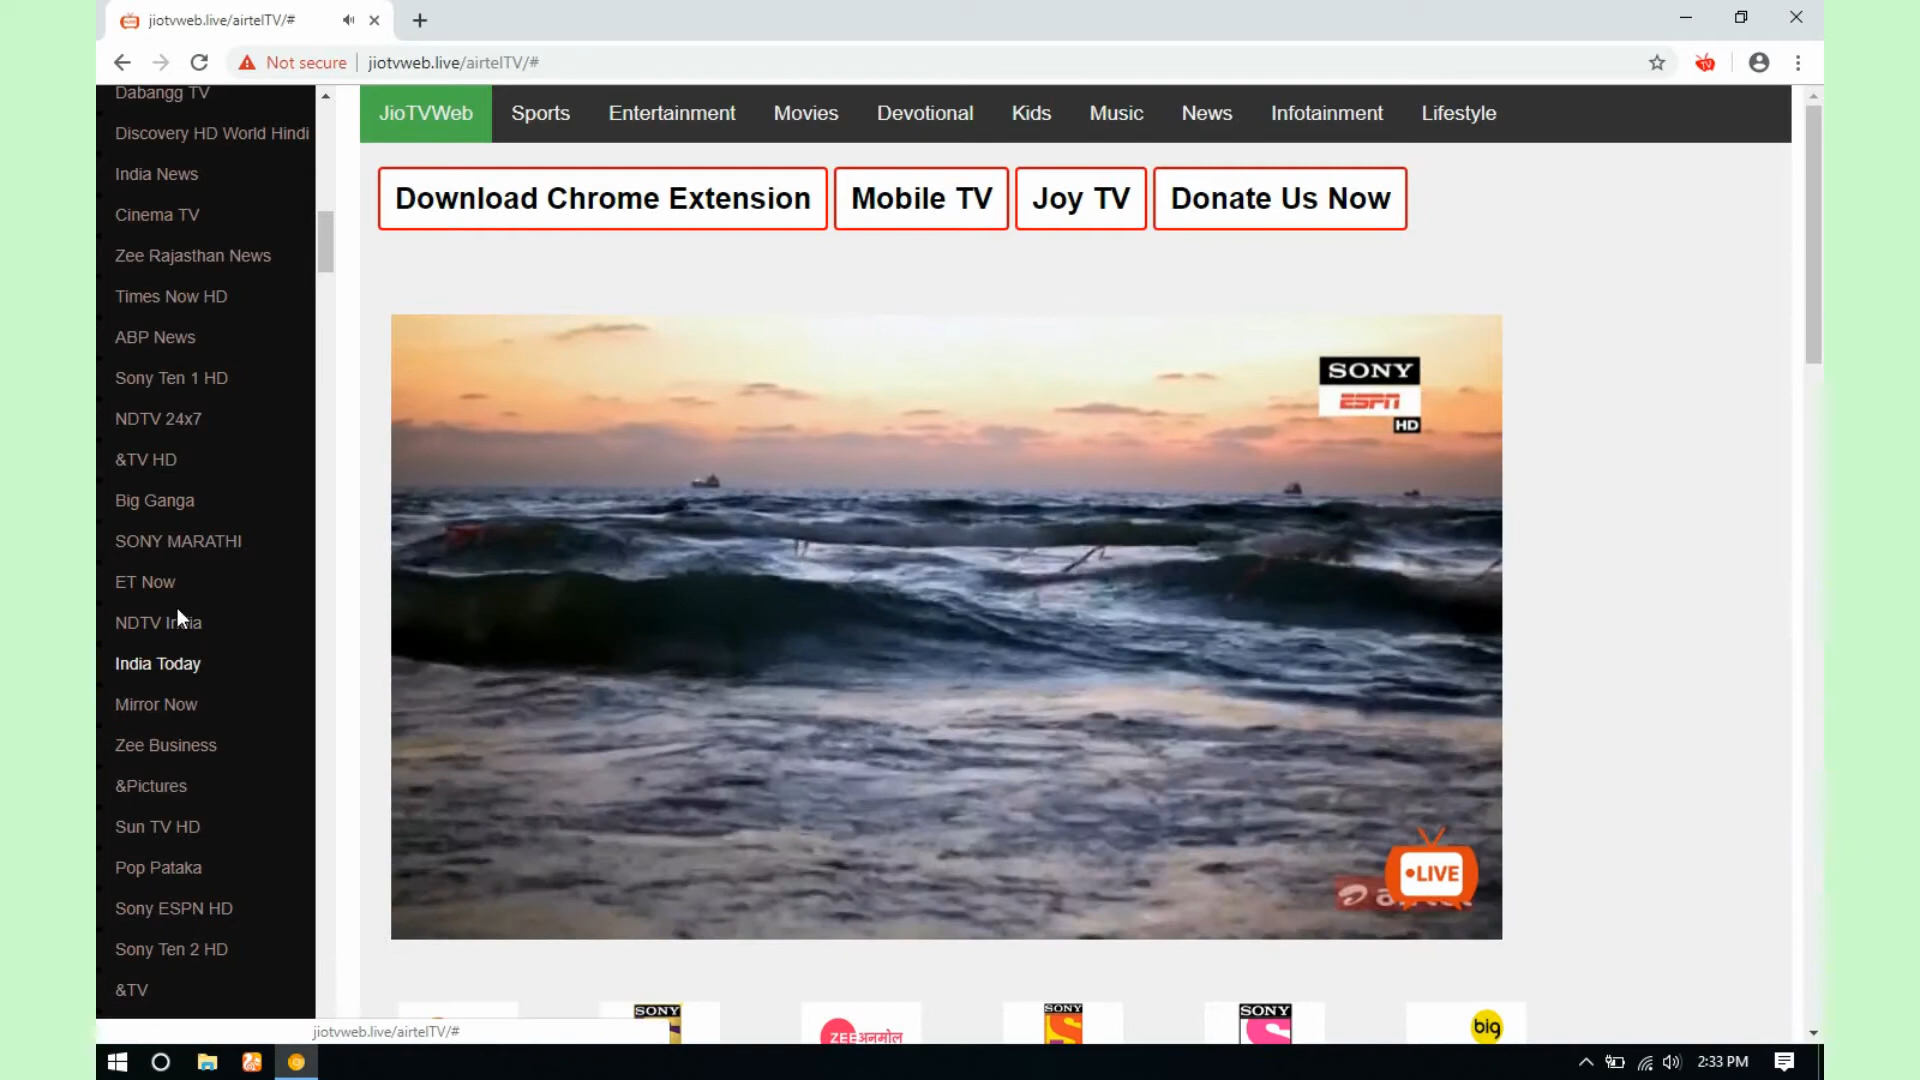 jiotvweb.live/airtelTV/#
Not secure
jiotvweb.live/airtelTV/#
Dabangg TV
Discovery HD World Hindi
India News
Cinema TV
Zee Rajasthan News
Times Now HD
ABP News
Sony Ten 1 HD
NDTV 24x7
&TV HD
Big Ganga
SONY MARATHI
ET Now
NDTV India
India Today
Mirror Now
Zee Business
&Pictures
Sun TV HD
Pop Pataka
Sony ESPN HD
Sony Ten 2 HD
&TV
JioTVWeb Sports Entertainment Movies Devotional Kids Music News Infotainment Lifestyle
Download Chrome Extension Mobile TV Joy TV Donate Us Now
SONY
ESPN
HD
•LIVE
SONY
ZEE अनमोल
SONY
SONY
S
big
jiotvweb.live/airtelTV/#
2:33 PM